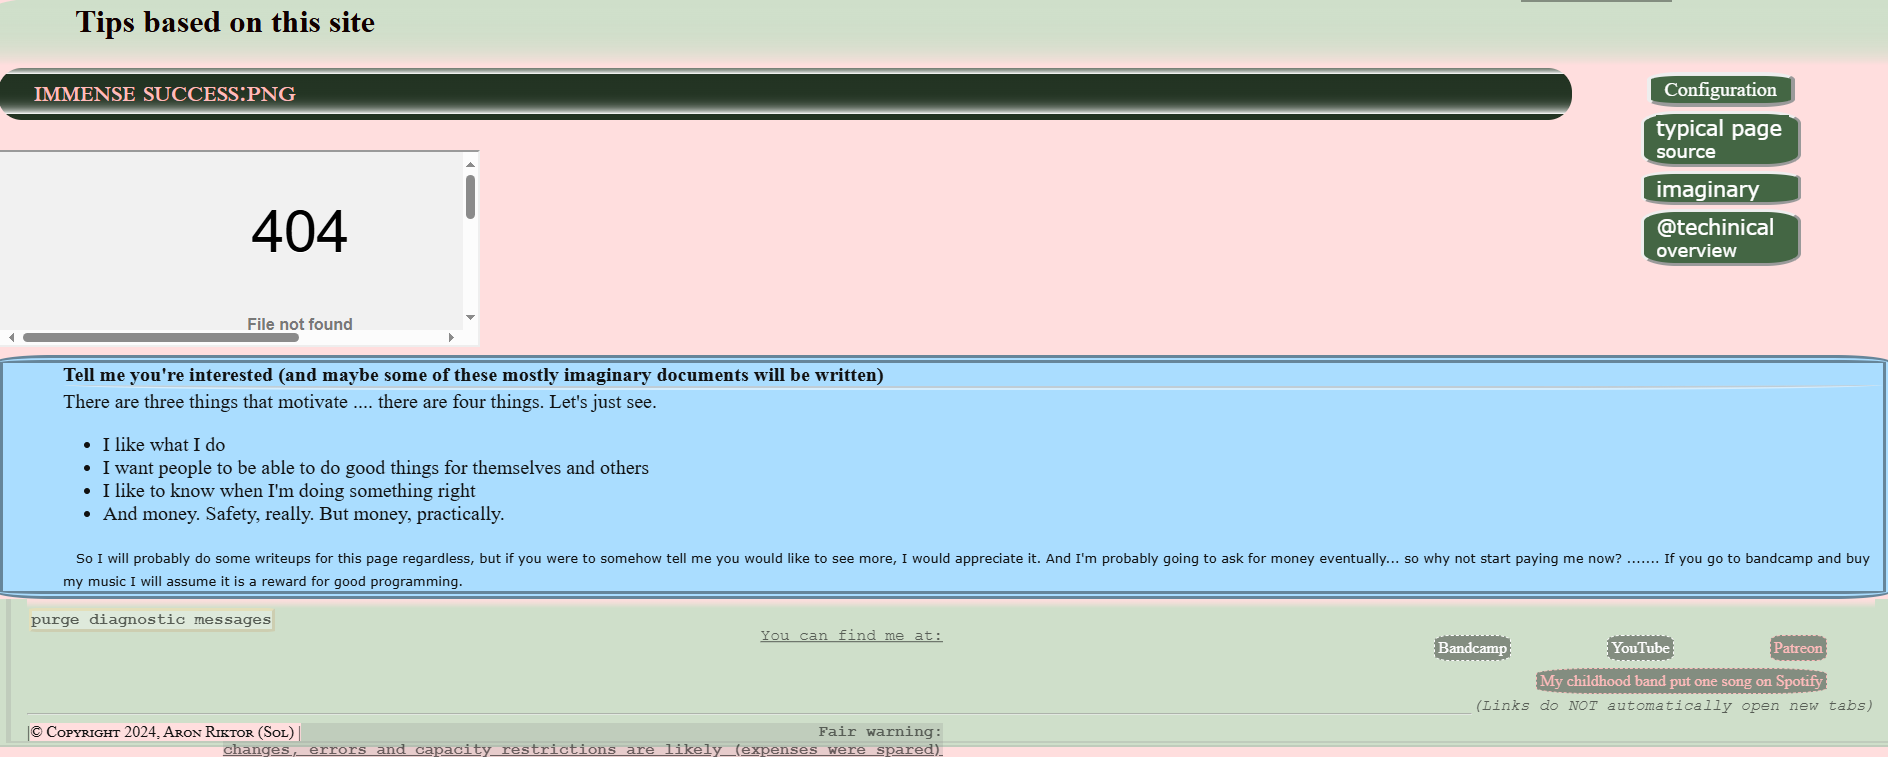 Tips based on this site
IMMENSE SUCCESS:PNG
Configuration
typical page
source
imaginary
@techinical
overview
404
File not found
Tell me you're interested (and maybe some of these mostly imaginary documents will be written)
There are three things that motivate .... there are four things. Let's just see.
• I like what I do
• I want people to be able to do good things for themselves and others
• I like to know when I'm doing something right
• And money. Safety, really. But money, practically.
So I will probably do some writeups for this page regardless, but if you were to somehow tell me you would like to see more, I would appreciate it. And I'm probably going to ask for money eventually... so why not start paying me now? ....... If you go to bandcamp and buy
my music I will assume it is a reward for good programming.
purge diagnostic messages
You can find me at:
Bandcamp YouTube Patreon
My childhood band put one song on Spotify
(Links do NOT automatically open new tabs)
|© Copyright 2024, Aron Riktor (Sol) |
Fair warning:
changes, errors and capacity restrictions are likely (expenses were spared)